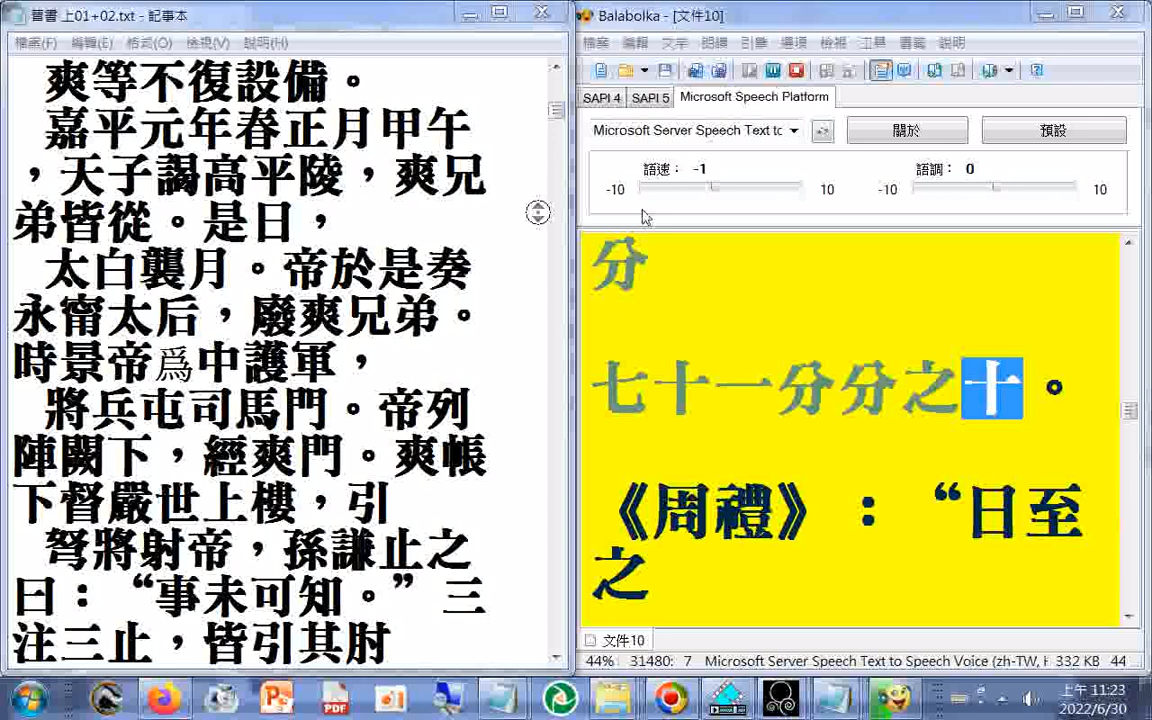 晉書 上01+02.txt - 記事本
檔案(F) 編輯(E) 格式(O) 檢視(V) 說明(H)
爽等不復設備。
嘉平元年春正月甲午
，天子謁高平陵，爽兄
弟皆從。是日，
太白襲月。帝於是奏
永甯太后，廢爽兄弟。
時景帝爲中護軍，
將兵屯司馬門。帝列
陣闕下，經爽門。爽帳
下督嚴世上樓，引
弩將射帝，孫謙止之
曰：“事未可知。”三
注三止，皆引其肘
Balabolka - [文件10]
檔案 編輯 文字 朗讀 引擎 選項 檢視 工具 書籤 說明
SAPI 4 SAPI 5 Microsoft Speech Platform
Microsoft Server Speech Text to 關於 預設
語速： -1 語調： 0
-10 10 -10 10
分
七十一分分之十。
《周禮》：“日至
之
文件10
44% 31480: 7 Microsoft Server Speech Text to Speech Voice (zh-TW, H 332 KB 44
PDF
上午 11:23
2022/6/30